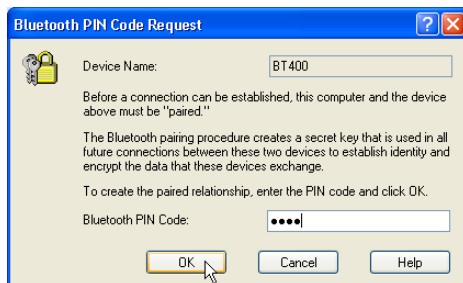 Bluetooth PIN Code Request
Device Name: BT400
Before a connection can be established, this computer and the device
above must be "paired."
The Bluetooth pairing procedure creates a secret key that is used in all
future connections between these two devices to establish identity and
encrypt the data that these devices exchange.
To create the paired relationship, enter the PIN code and click OK.
Bluetooth PIN Code: ●●●●
OK Cancel Help